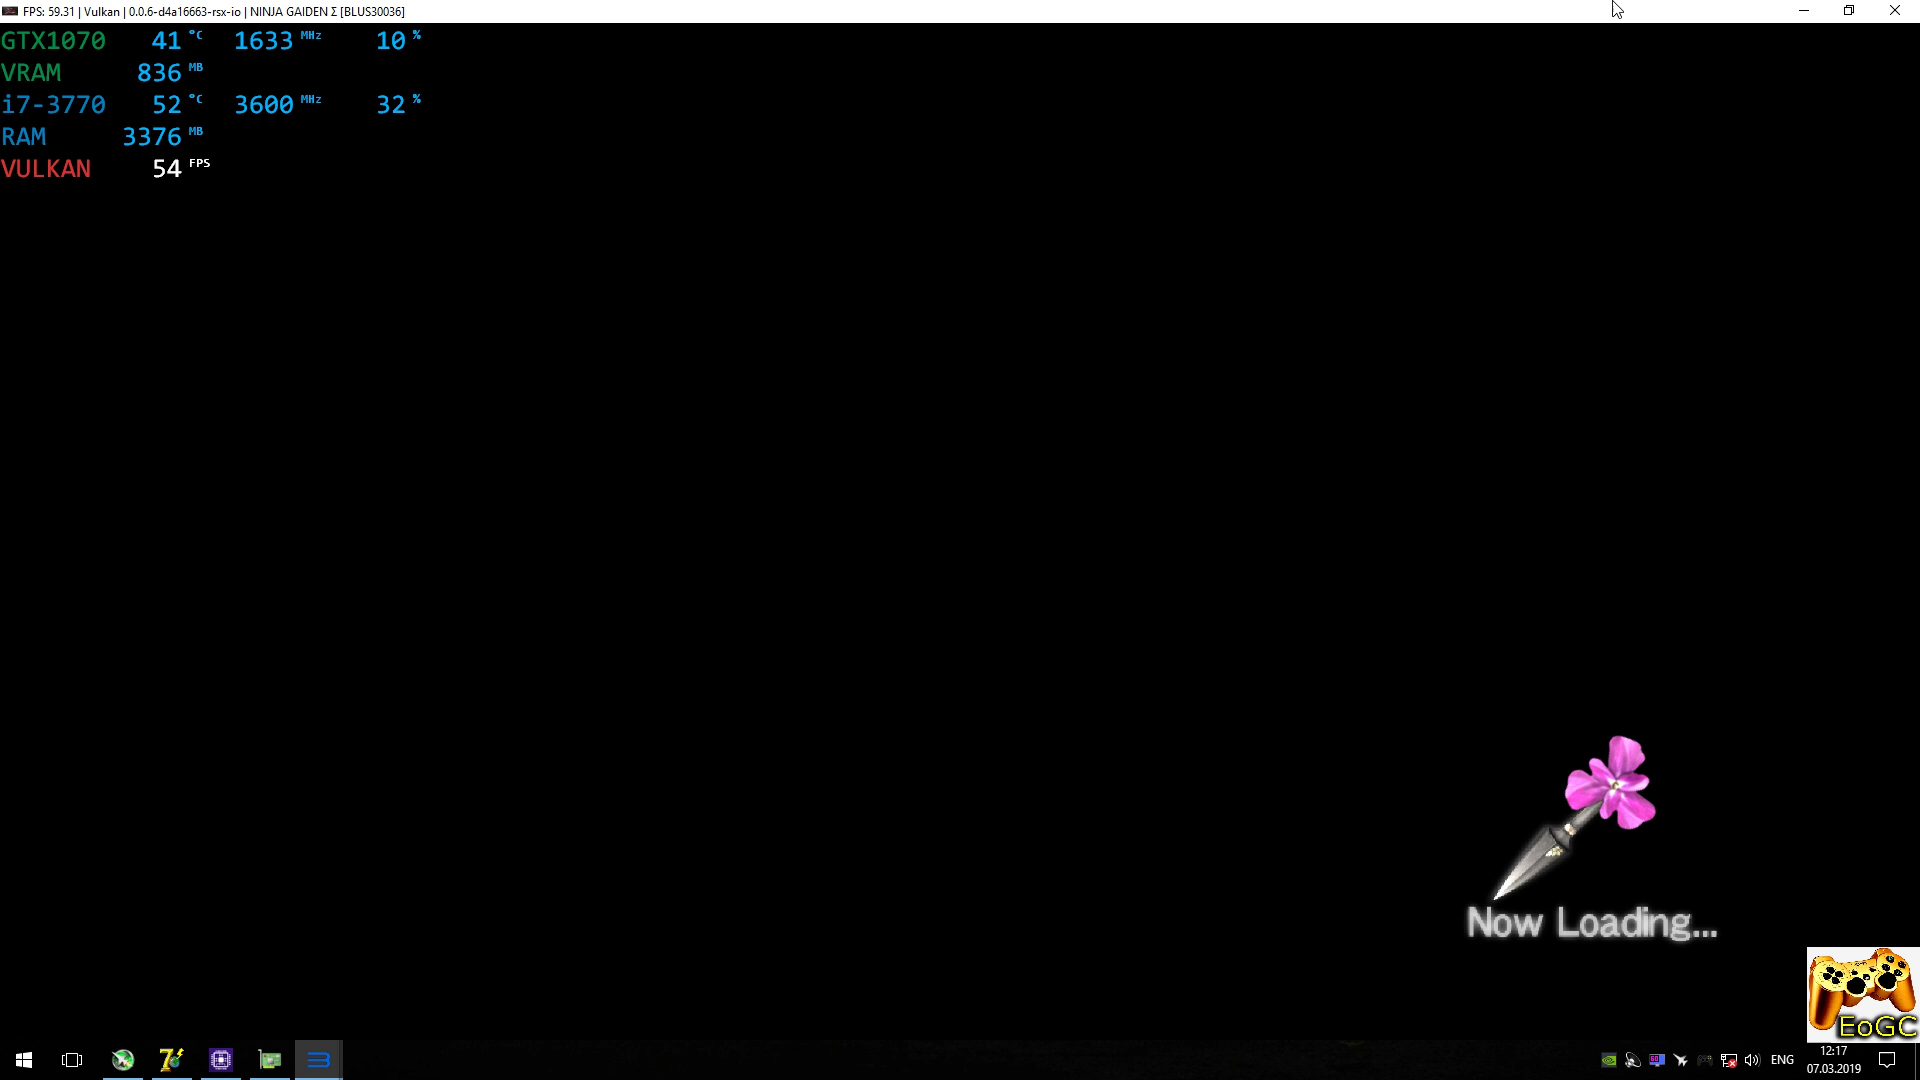 FPS: 59.31 | Vulkan | 0.0.6-d4a16663-rsx-io | NINJA GAIDEN Σ [BLUS30036]
GTX1070 41 °C 1633 MHz 10 %
VRAM 836 MB
i7-3770 52 °C 3600 MHz 32 %
RAM 3376 MB
VULKAN 54 FPS
Now Loading...
EoGC
ENG
12:17
07.03.2019